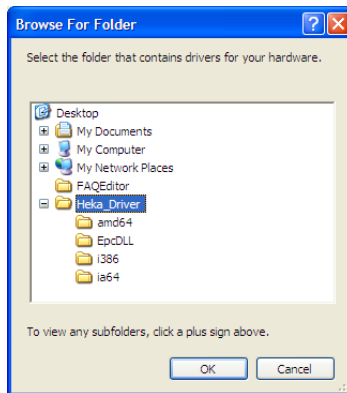 Browse For Folder
Select the folder that contains drivers for your hardware.
Desktop
My Documents
My Computer
My Network Places
FAQEditor
Heka_Driver
amd64
EpcDLL
i386
ia64
To view any subfolders, click a plus sign above.
OK Cancel